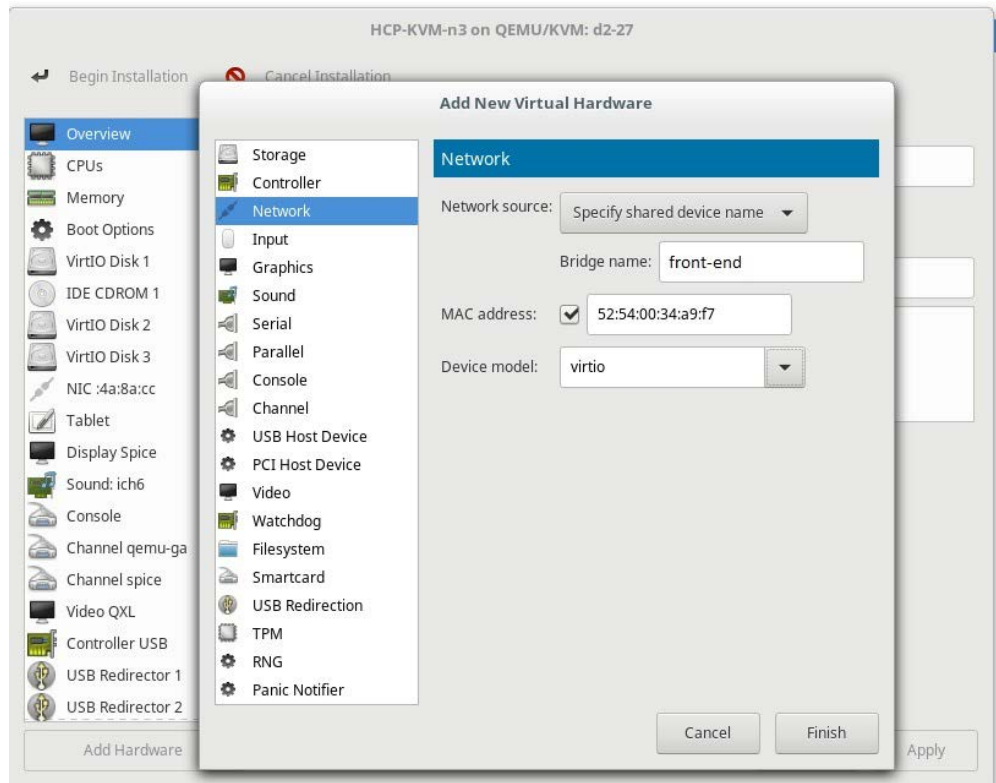 HCP-KVM-n3 on QEMU/KVM: d2-27
Begin Installation
Cancel Installation
Overview
CPUs
Memory
Boot Options
VirtIO Disk 1
IDE CDROM 1
VirtIO Disk 2
VirtIO Disk 3
NIC :4a:8a:cc
Tablet
Display Spice
Sound: ich6
Console
Channel qemu-ga
Channel spice
Video QXL
Controller USB
USB Redirector 1
USB Redirector 2
Add Hardware
Add New Virtual Hardware
Storage
Controller
Network
Input
Graphics
Sound
Serial
Parallel
Console
Channel
USB Host Device
PCI Host Device
Video
Watchdog
Filesystem
Smartcard
USB Redirection
TPM
RNG
Panic Notifier
Network
Network source: Specify shared device name
Bridge name: front-end
MAC address: 52:54:00:34:a9:f7
Device model: virtio
Cancel
Finish
Apply